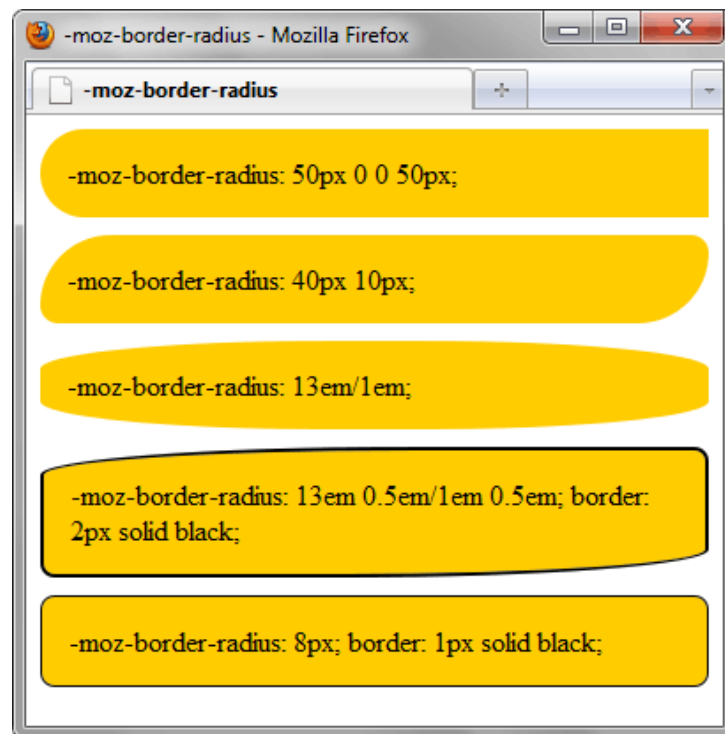 -moz-border-radius - Mozilla Firefox
-moz-border-radius
-moz-border-radius: 50px 0 0 50px;
-moz-border-radius: 40px 10px;
-moz-border-radius: 13em/1em;
-moz-border-radius: 13em 0.5em/1em 0.5em; border:
2px solid black;
-moz-border-radius: 8px; border: 1px solid black;